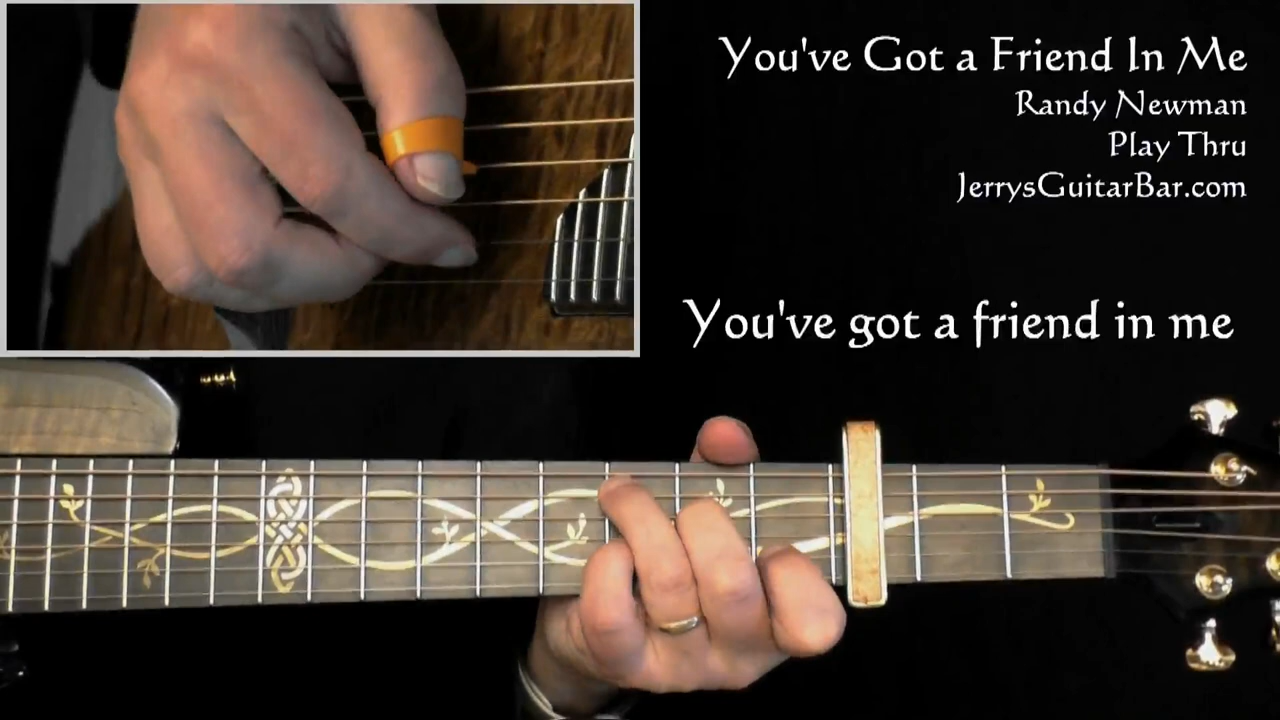 You've Got a Friend In Me
Randy Newman
Play Thru
JerrysGuitarBar.com
You've got a friend in me